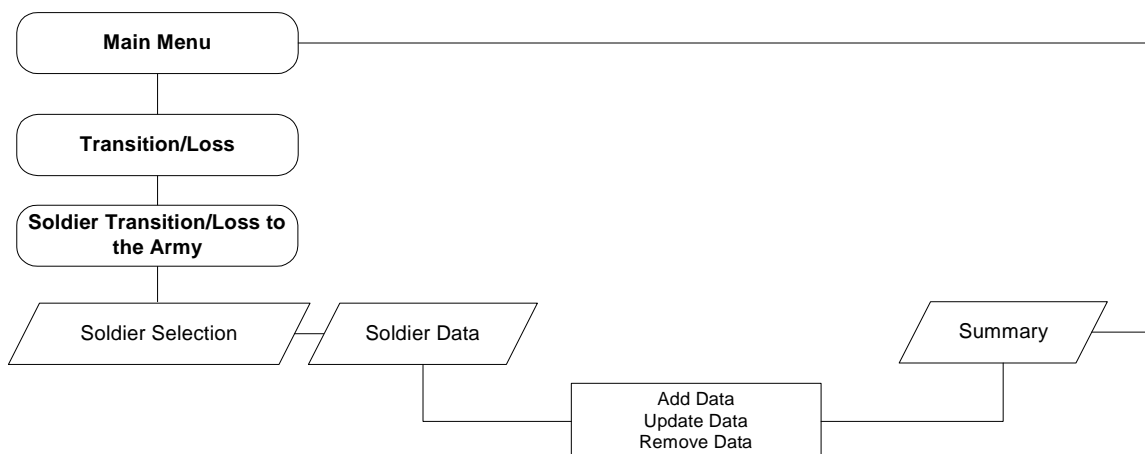 Main Menu
Transition/Loss
Soldier Transition/Loss to
the Army
Soldier Selection
Soldier Data
Summary
Add Data
Update Data
Remove Data